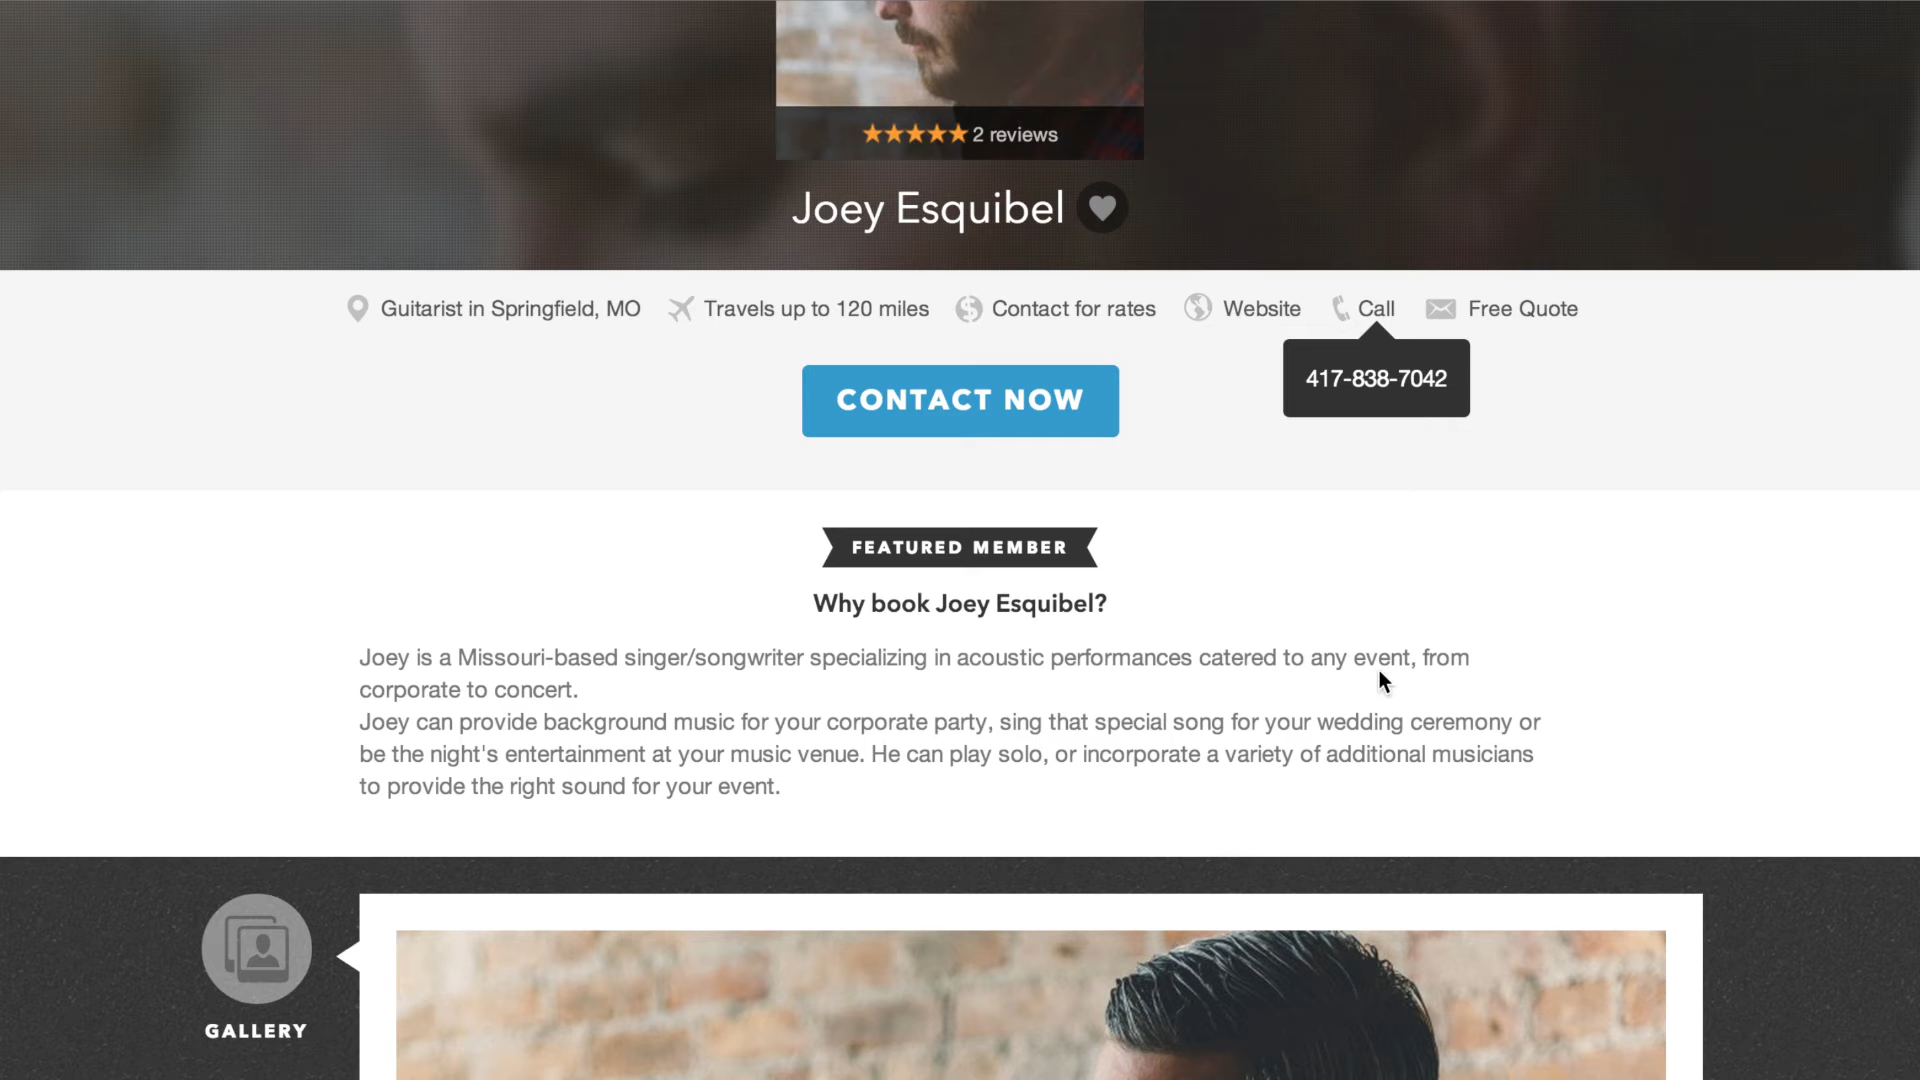 2 reviews
Joey Esquibel
Guitarist in Springfield, MO
Travels up to 120 miles
Contact for rates
Website
Call
Free Quote
417-838-7042
CONTACT NOW
FEATURED MEMBER
Why book Joey Esquibel?
Joey is a Missouri-based singer/songwriter specializing in acoustic performances catered to any event, from
corporate to concert.
Joey can provide background music for your corporate party, sing that special song for your wedding ceremony or
be the night's entertainment at your music venue. He can play solo, or incorporate a variety of additional musicians
to provide the right sound for your event.
GALLERY